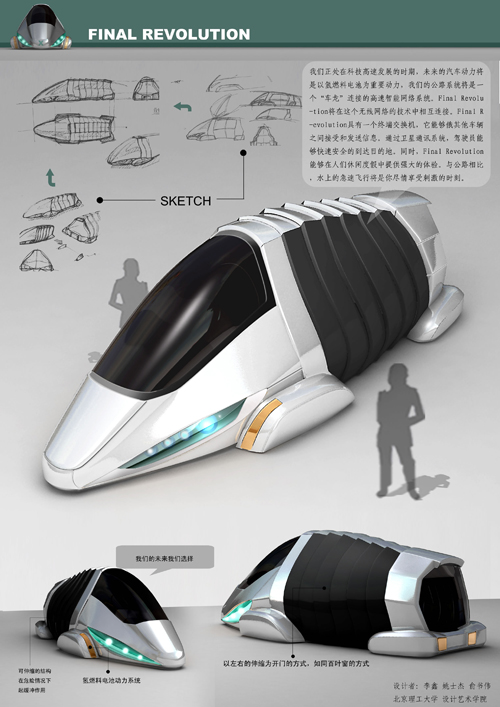 FINAL REVOLUTION
我们正处在科技高速发展的时期，未来的汽车动力将
是以氢燃料电池为重要动力，我们的公路系统将是一
个“车先”连接的高速智能网络系统。Final Revolu
-tion将在这个无线网络的技术中相互连接。Final R
-evolution具有一个终端交换机，它能够俄其他车辆
之间接受和发送信息。通过卫星通讯系统，驾驶员能
够快速安全的到达目的地。同时，Final Revolution
能够在人们休闲度假中提供强大的体验。与公路相比
，水上的急速飞行将是你尽情享受刺激的时刻。
SKETCH
我们的未来我们选择
可伸缩的结构
在危险情况下
起缓冲作用
氢燃料电池动力系统
以左右的伸缩为开门的方式，如同百叶窗的方式
设计者：李鑫 姚士杰 俞书伟
北京理工大学 设计艺术学院